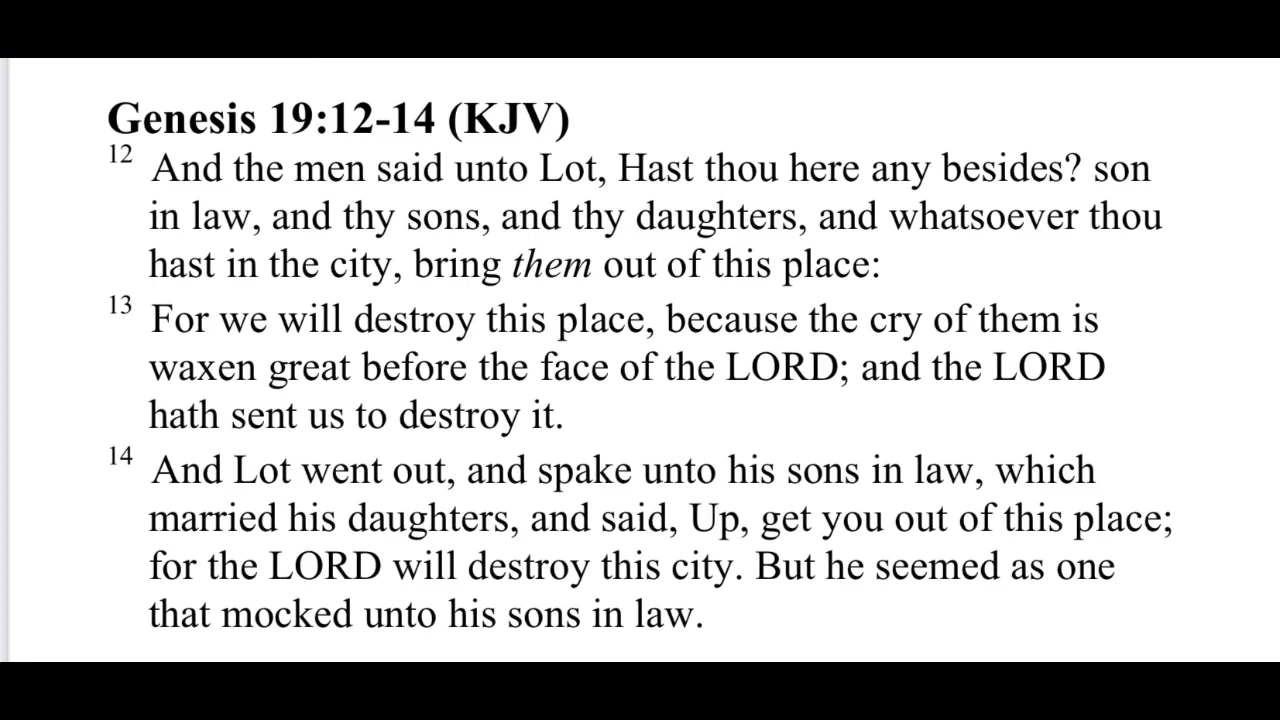 Genesis 19:12-14 (KJV)
12 And the men said unto Lot, Hast thou here any besides? son
in law, and thy sons, and thy daughters, and whatsoever thou
hast in the city, bring them out of this place:
13 For we will destroy this place, because the cry of them is
waxen great before the face of the LORD; and the LORD
hath sent us to destroy it.
14 And Lot went out, and spake unto his sons in law, which
married his daughters, and said, Up, get you out of this place;
for the LORD will destroy this city. But he seemed as one
that mocked unto his sons in law.